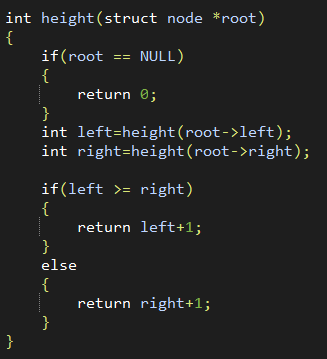 int height(struct node *root)
{
    if(root == NULL)
    {
        return 0;
    }
    int left=height(root->left);
    int right=height(root->right);

    if(left >= right)
    {
        return left+1;
    }
    else
    {
        return right+1;
    }
}